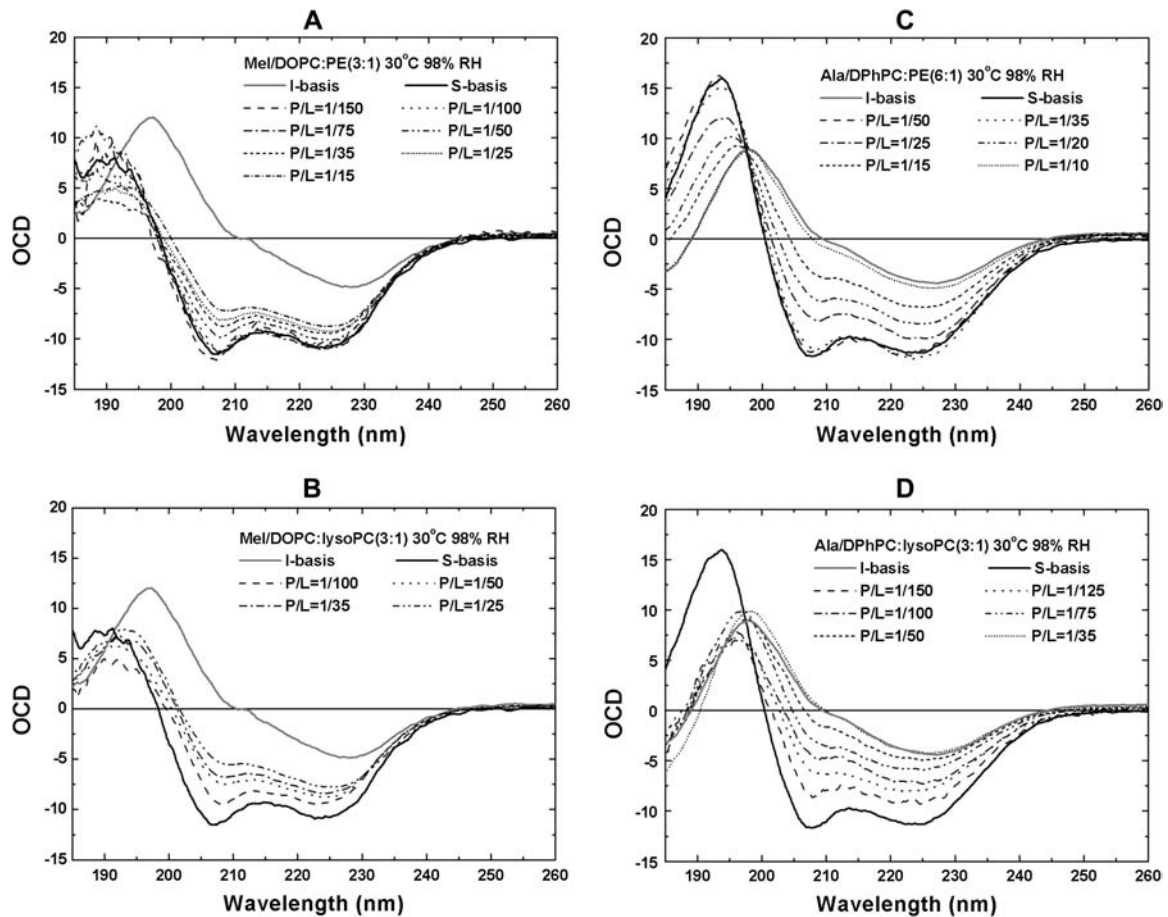 A
20
15
10
5
0
-5
-10
-15
OCD
Mel/DOPC:PE(3:1) 30°C 98% RH
I-basis S-basis
P/L=1/150 P/L=1/100
P/L=1/75 P/L=1/50
P/L=1/35 P/L=1/25
P/L=1/15
190 200 210 220 230 240 250 260
Wavelength (nm)
C
20
15
10
5
0
-5
-10
-15
OCD
Ala/DPhPC:PE(6:1) 30°C 98% RH
I-basis S-basis
P/L=1/50 P/L=1/35
P/L=1/25 P/L=1/20
P/L=1/15 P/L=1/10
190 200 210 220 230 240 250 260
Wavelength (nm)
B
20
15
10
5
0
-5
-10
-15
OCD
Mel/DOPC:lysoPC(3:1) 30°C 98% RH
I-basis S-basis
P/L=1/100 P/L=1/50
P/L=1/35 P/L=1/25
190 200 210 220 230 240 250 260
Wavelength (nm)
D
20
15
10
5
0
-5
-10
-15
OCD
Ala/DPhPC:lysoPC(3:1) 30°C 98% RH
I-basis S-basis
P/L=1/150 P/L=1/125
P/L=1/100 P/L=1/75
P/L=1/50 P/L=1/35
190 200 210 220 230 240 250 260
Wavelength (nm)